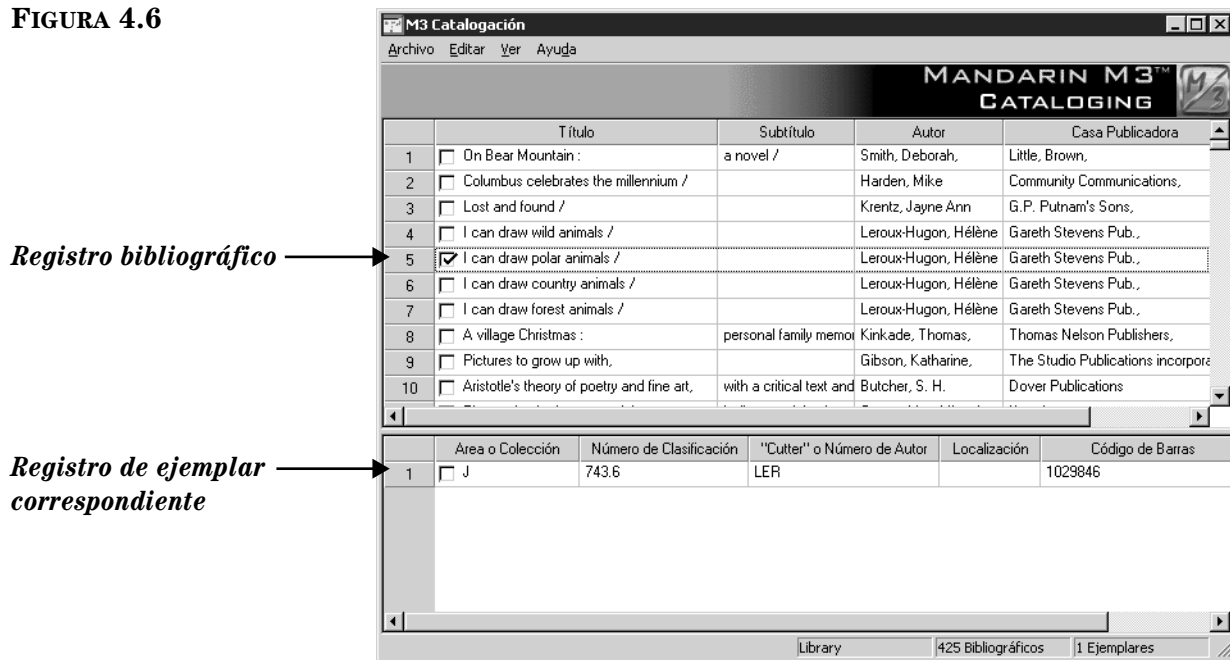 FIGURA 4.6
M3 Catalogación
Archivo Editar Ver Ayuda
MANDARIN M3™
CATALOGING
Título Subtítulo Autor Casa Publicadora
1 On Bear Mountain : a novel / Smith, Deborah, Little, Brown,
2 Columbus celebrates the millennium / Harden, Mike Community Communications,
3 Lost and found / Krentz, Jayne Ann G.P. Putnam's Sons,
4 I can draw wild animals / Leroux-Hugon, Hélène Gareth Stevens Pub.,
Registro bibliográfico
5 I can draw polar animals / Leroux-Hugon, Hélène Gareth Stevens Pub.,
6 I can draw country animals / Leroux-Hugon, Hélène Gareth Stevens Pub.,
7 I can draw forest animals / Leroux-Hugon, Hélène Gareth Stevens Pub.,
8 A village Christmas : personal family memor Kinkade, Thomas, Thomas Nelson Publishers,
9 Pictures to grow up with, Gibson, Katharine, The Studio Publications incorpora
10 Aristotle's theory of poetry and fine art, with a critical text and Butcher, S. H. Dover Publications
Area o Colección Número de Clasificación "Cutter" o Número de Autor Localización Código de Barras
Registro de ejemplar
correspondiente
1 J 743.6 LER 1029846
Library 425 Bibliográficos 1 Ejemplares